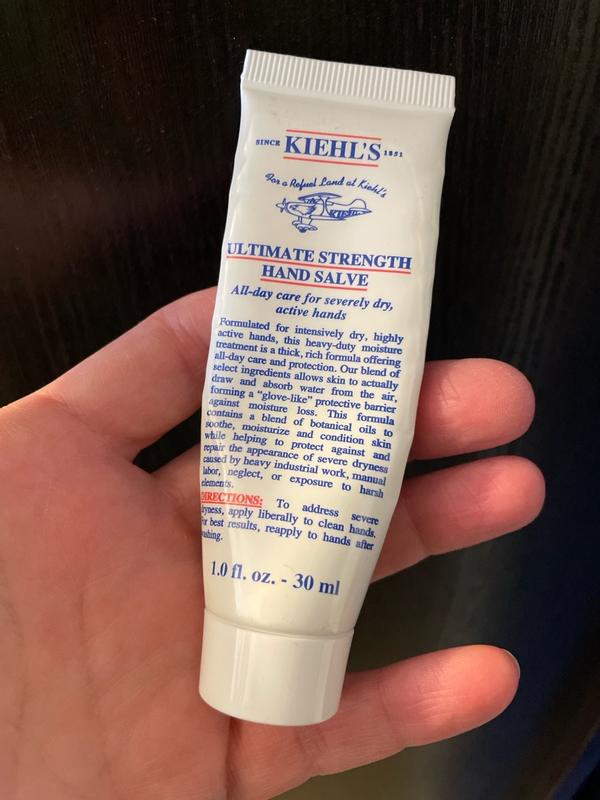 SINCE KIEHL'S 1851
For a Refuel Land at Kiehl's
KIEHL'S
ULTIMATE STRENGTH
HAND SALVE
All-day care for severely dry,
active hands
Formulated for intensively dry, highly
active hands, this heavy-duty moisture
treatment is a thick, rich formula offering
all-day care and protection. Our blend of
select ingredients allows skin to actually
draw and absorb water from the air,
forming a "glove-like" protective barrier
against moisture loss. This formula
contains a blend of botanical oils to
soothe, moisturize and condition skin
while helping to protect against and
repair the appearance of severe dryness
caused by heavy industrial work, manual
labor, neglect, or exposure to harsh
elements.
DIRECTIONS: To address severe
dryness, apply liberally to clean hands.
For best results, reapply to hands after
washing.
1.0 fl. oz. - 30 ml